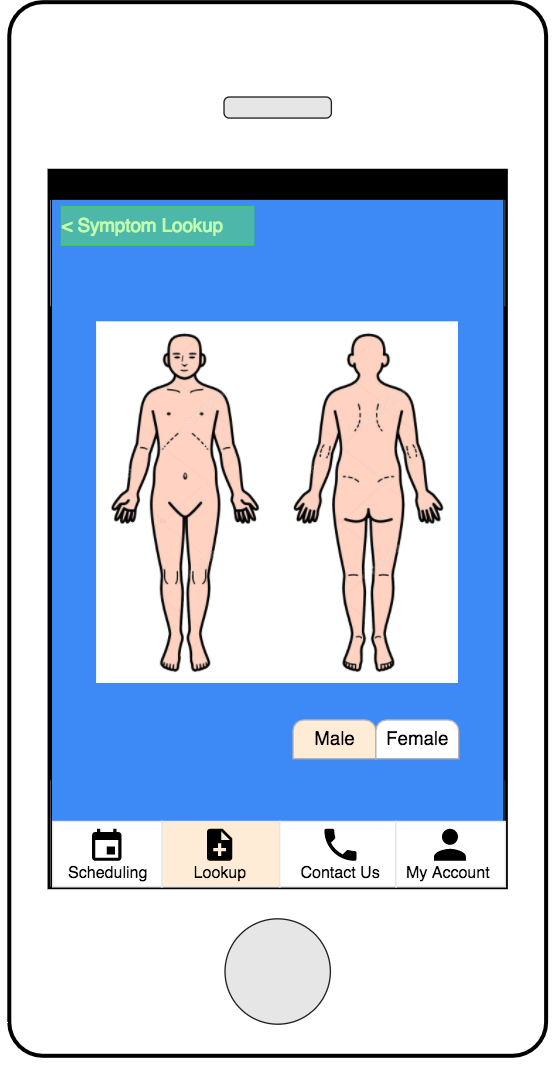 < Symptom Lookup
Male Female
Scheduling Lookup Contact Us My Account